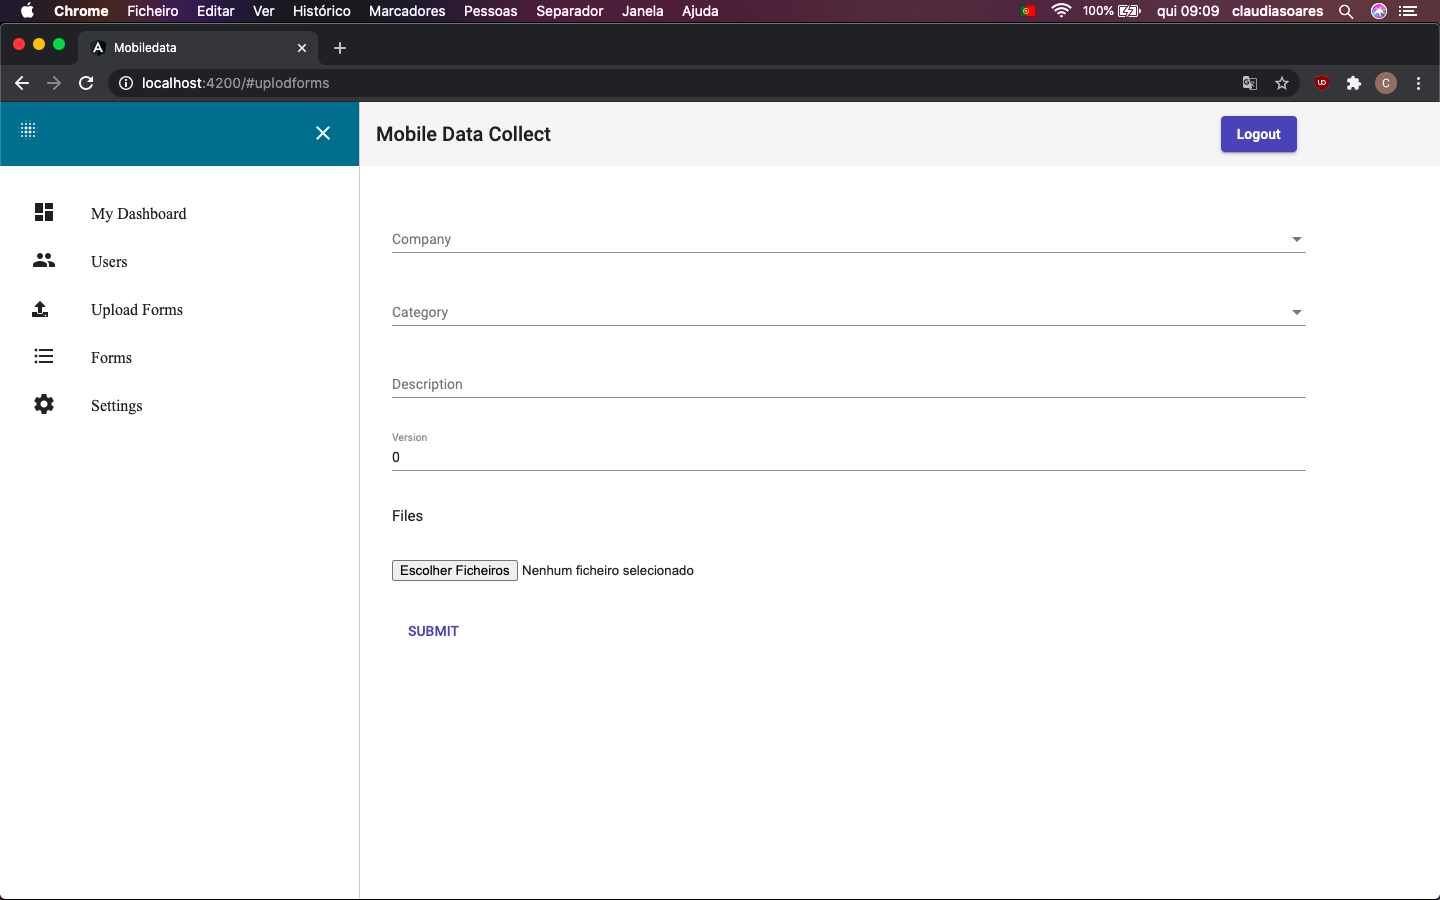 Chrome Ficheiro Editar Ver Histórico Marcadores Pessoas Separador Janela Ajuda 100% qui 09:09 claudiasoares
Mobiledata
localhost:4200/#uplodforms
C
Mobile Data Collect
Logout
My Dashboard
Users
Upload Forms
Forms
Settings
Company
Category
Description
Version
0
Files
Escolher Ficheiros Nenhum ficheiro selecionado
SUBMIT